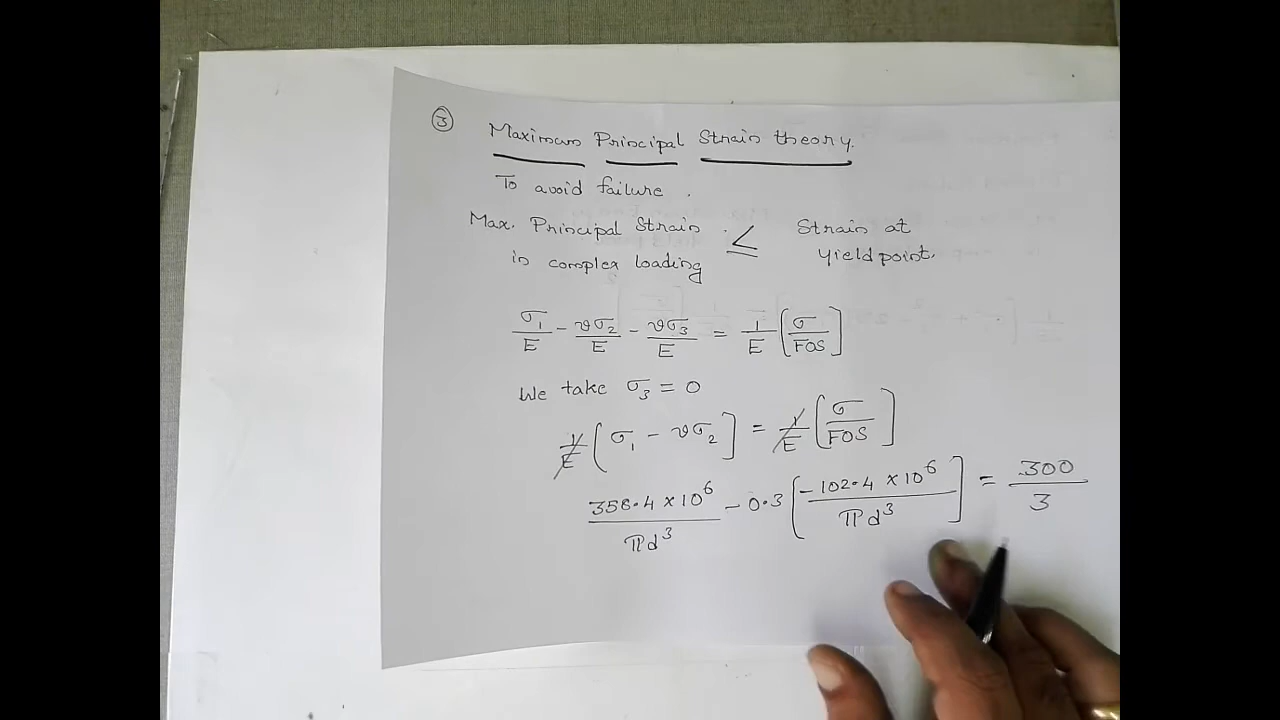 ③ Maximum Principal Strain theory.
To avoid failure.
Max. Principal Strain in complex loading ≤ Strain at yield point.
σ₁/E - νσ₂/E - νσ₃/E = 1/E [σ/FOS]
We take σ₃ = 0
1/E [σ₁ - νσ₂] = 1/E [σ/FOS]
358.4 × 10⁶/πd³ - 0.3 [-102.4 × 10⁶/πd³] = 300/3